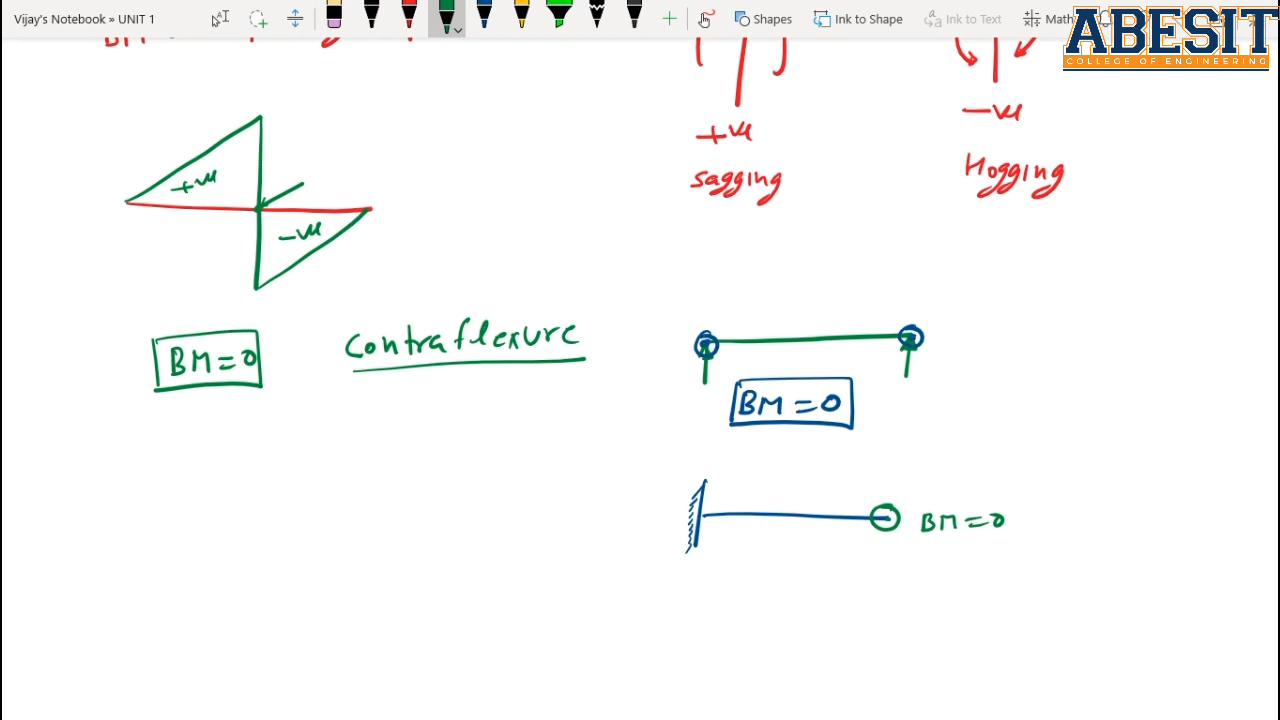 Vijay's Notebook » UNIT 1
Shapes
Ink to Shape
Ink to Text
Math
ABESIT
COLLEGE OF ENGINEERING
BM
+ve
-ve
+ve
Sagging
-ve
Hogging
BM=0
Contraflexure
BM=0
BM=0